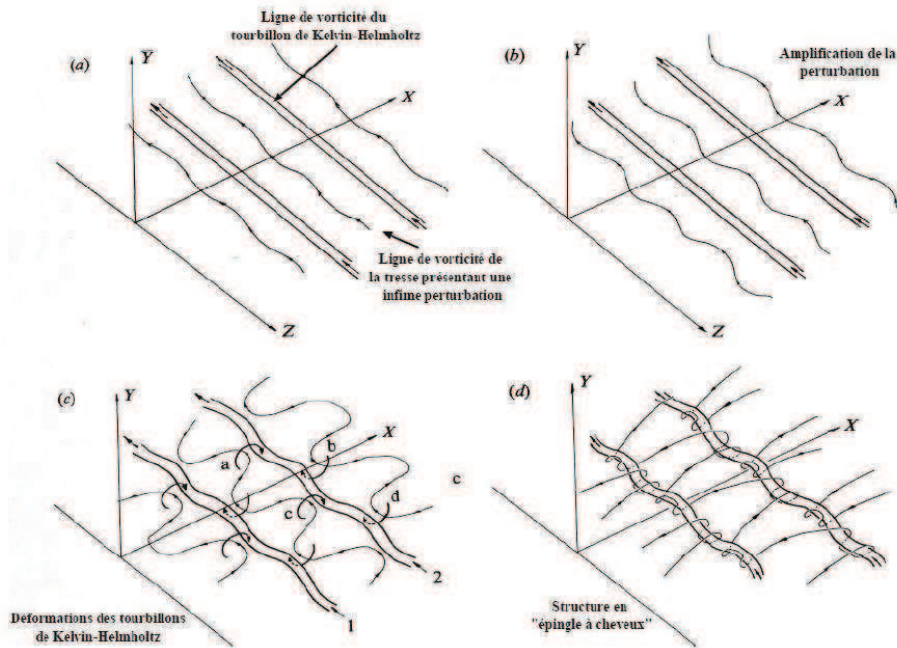 Ligne de vorticité du
tourbillon de Kelvin-Helmholtz
(a)
Y
X
Z
Ligne de vorticité de
la tresse présentant une
infime perturbation
(b)
Y
X
Z
Amplification de la
perturbation
(c)
Y
X
a
b
c
d
c
2
1
Déformations des tourbillons
de Kelvin-Helmholtz
(d)
Y
X
Structure en
"épingle à cheveux"